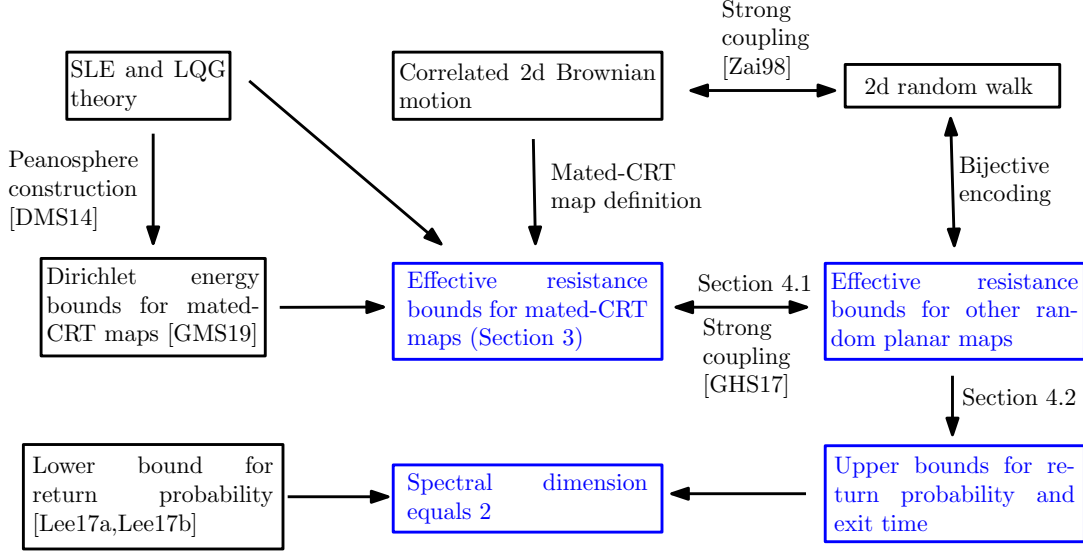 Strong
coupling
[Zai98]
SLE and LQG
theory
Correlated 2d Brownian
motion
2d random walk
Peanosphere
construction
[DMS14]
Mated-CRT
map definition
Bijective
encoding
Dirichlet energy
bounds for mated-
CRT maps [GMS19]
Effective resistance
bounds for mated-CRT
maps (Section 3)
Section 4.1
Strong
coupling
[GHS17]
Effective resistance
bounds for other ran-
dom planar maps
Section 4.2
Lower bound for
return probability
[Lee17a,Lee17b]
Spectral dimension
equals 2
Upper bounds for re-
turn probability and
exit time